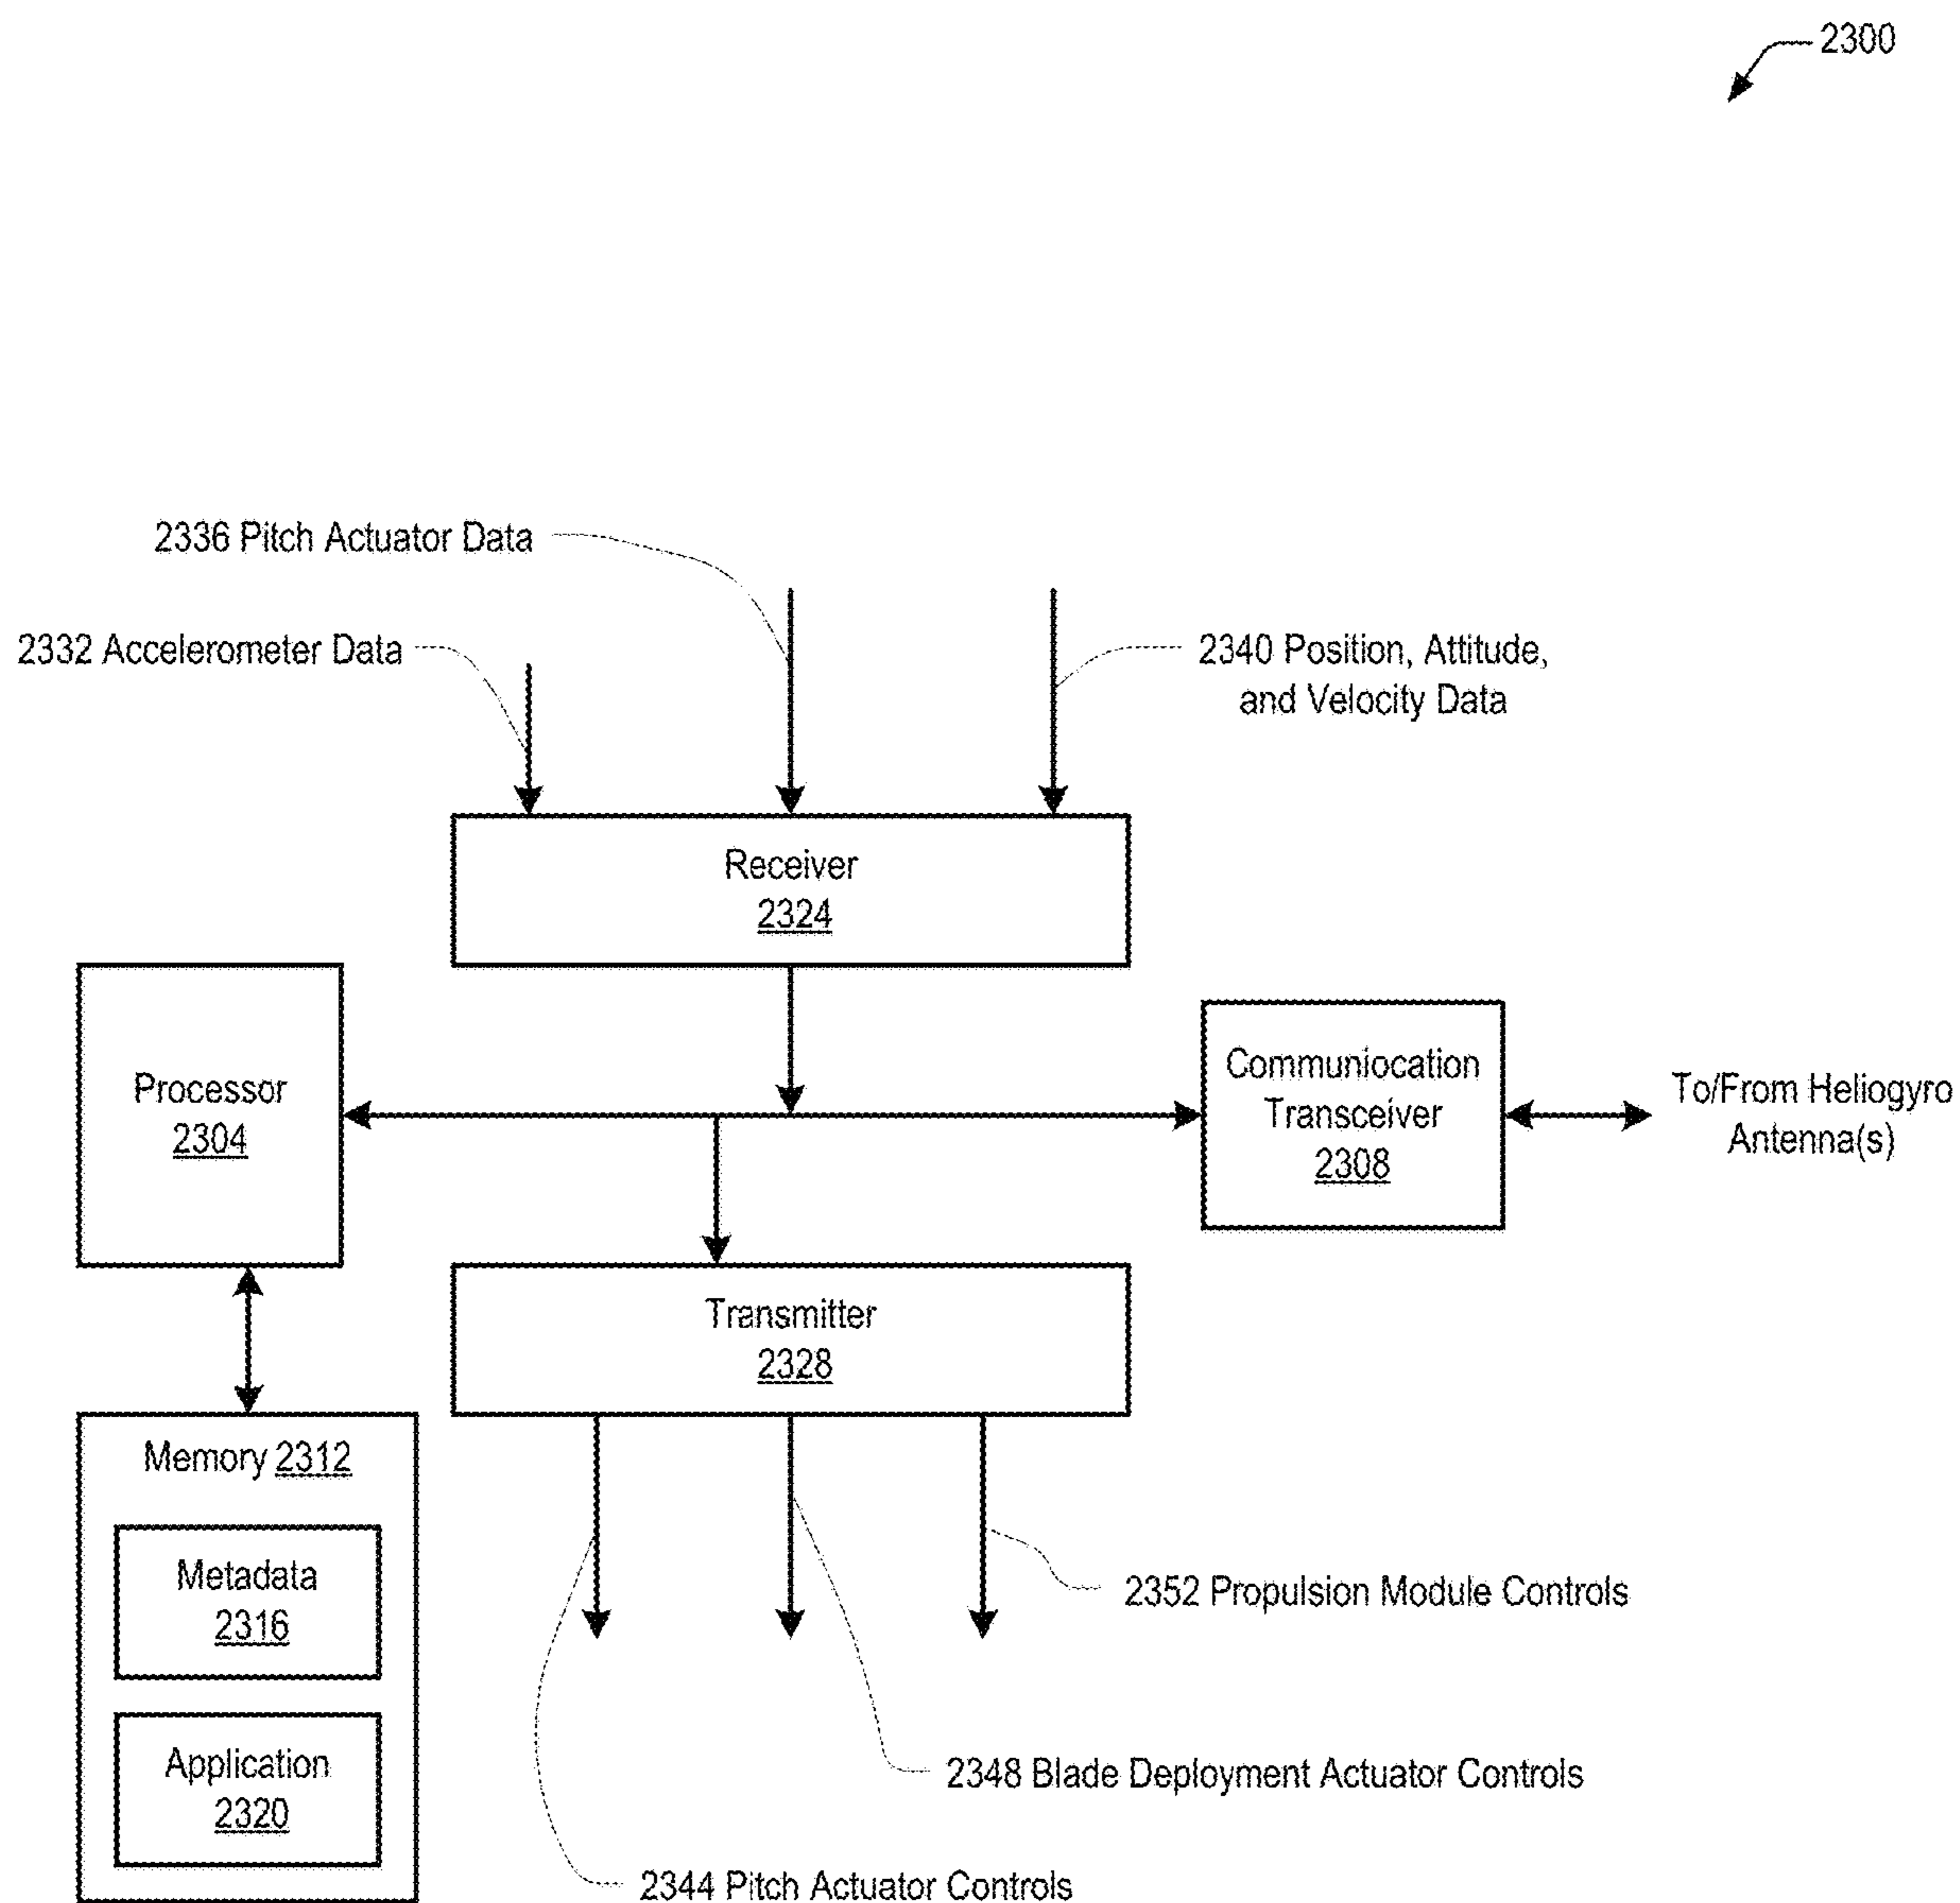 2300
2336 Pitch Actuator Data
2332 Accelerometer Data
2340 Position, Attitude,
and Velocity Data
Receiver
2324
Processor
2304
Communiocation
Transceiver
2308
To/From Heliogyro
Antenna(s)
Transmitter
2328
Memory 2312
Metadata
2316
Application
2320
2352 Propulsion Module Controls
2348 Blade Deployment Actuator Controls
2344 Pitch Actuator Controls